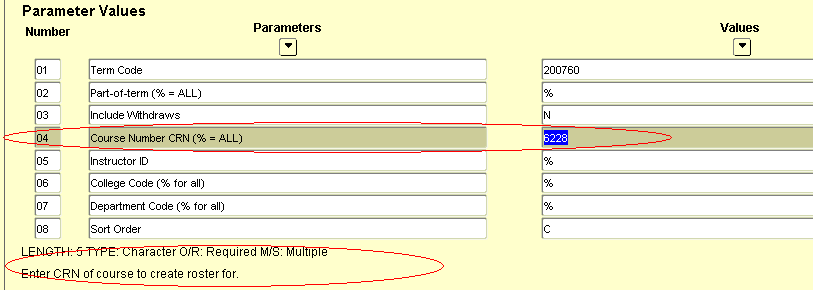 Parameter Values
Number Parameters Values
01 Term Code 200760
02 Part-of-term (% = ALL) %
03 Include Withdraws N
04 Course Number CRN (% = ALL) 6228
05 Instructor ID %
06 College Code (% for all) %
07 Department Code (% for all) %
08 Sort Order C
LENGTH: 5 TYPE: Character O/R: Required M/S: Multiple
Enter CRN of course to create roster for.